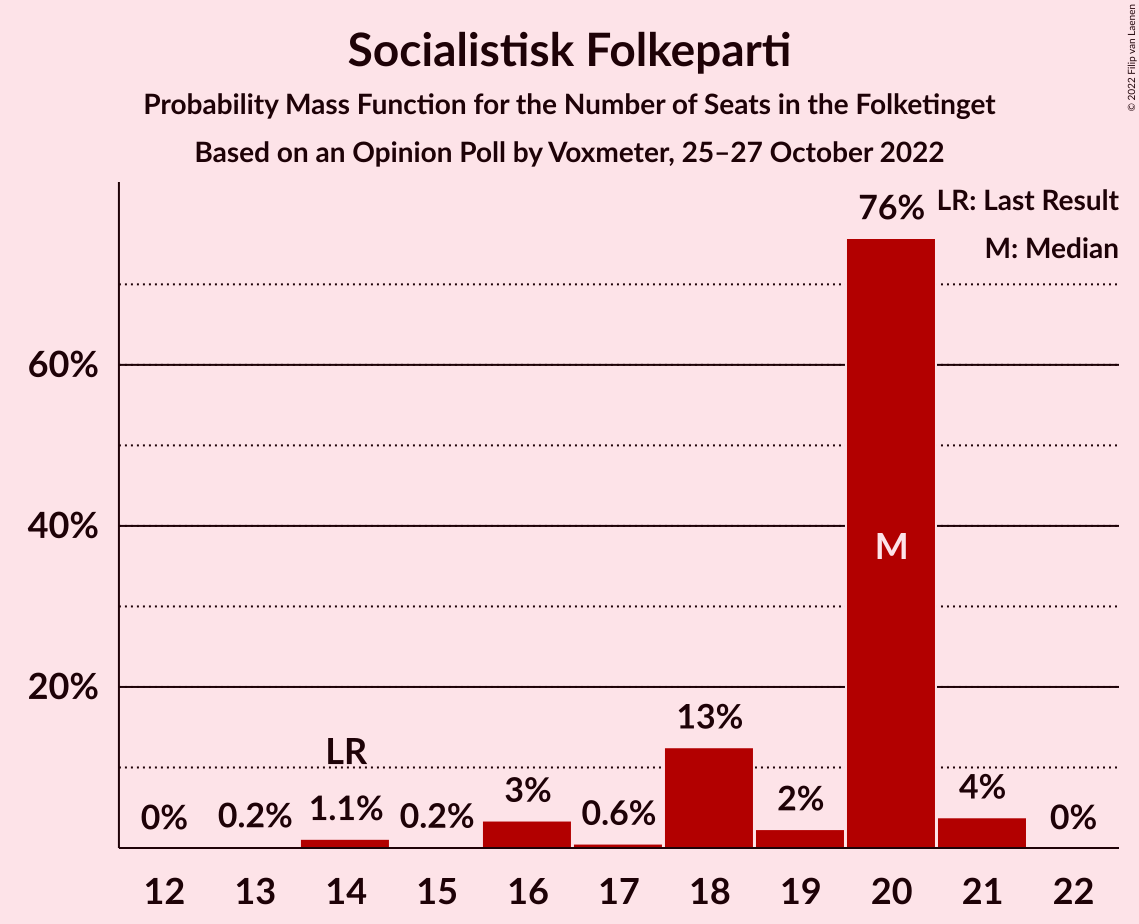 Socialistisk Folkeparti
Probability Mass Function for the Number of Seats in the Folketinget
Based on an Opinion Poll by Voxmeter, 25–27 October 2022
© 2022 Filip van Laenen
LR: Last Result
M: Median
60%
40%
20%
0%
0.2%
LR
1.1%
0.2%
3%
0.6%
13%
2%
76%
M
4%
0%
12 13 14 15 16 17 18 19 20 21 22